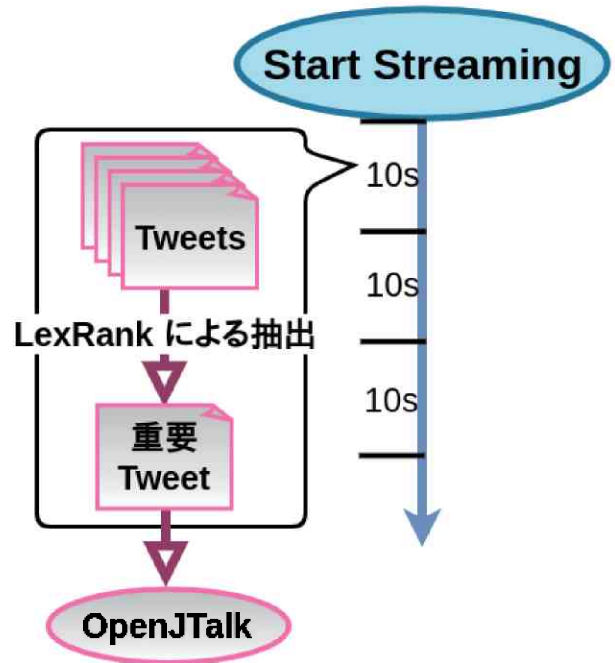 Start Streaming
10s
10s
10s
Tweets
LexRank による抽出
重要
Tweet
OpenJTalk